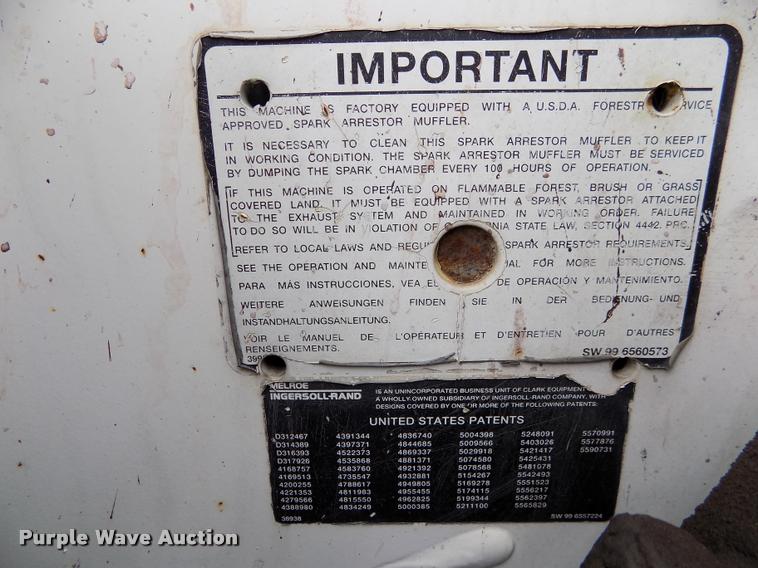 IMPORTANT
THIS MACHINE IS FACTORY EQUIPPED WITH A U.S.D.A. FORESTR SERVICE
APPROVED SPARK ARRESTOR MUFFLER.
IT IS NECESSARY TO CLEAN THIS SPARK ARRESTOR MUFFLER TO KEEP IT
IN WORKING CONDITION. THE SPARK ARRESTOR MUFFLER MUST BE SERVICED
BY DUMPING THE SPARK CHAMBER EVERY 100 HOURS OF OPERATION.
IF THIS MACHINE IS OPERATED ON FLAMMABLE FOREST, BRUSH OR GRASS
COVERED LAND, IT MUST BE EQUIPPED WITH A SPARK ARRESTOR ATTACHED
TO THE EXHAUST SYSTEM AND MAINTAINED IN WORKING ORDER. FAILURE
TO DO SO WILL BE IN VIOLATION OF C NIA STATE LAW, SECTION 4442. PRC.
REFER TO LOCAL LAWS AND REGU SPARK ARRESTOR REQUIREMENTS.
SEE THE OPERATION AND MAINTE AL FOR MORE INSTRUCTIONS.
PARA MÁS INSTRUCCIONES, VEA EL DE OPERACIÓN Y MANTENIMIENTO.
WEITERE ANWEISUNGEN FINDEN SIE IN DER BEDIENUNG- UND
INSTANDHALTUNGSANLEITUNG.
VOIR LE MANUEL DE L'OPÉRATEUR ET D'ENTRETIEN POUR D'AUTRES
RENSEIGNEMENTS.
SW 99 6560573
MELROE
INGERSOLL-RAND
IS AN UNINCORPORATED BUSINESS UNIT OF CLARK EQUIPMENT
A WHOLLY-OWNED SUBSIDIARY OF INGERSOLL-RAND COMPANY, WITH
DESIGNS COVERED BY ONE OR MORE OF THE FOLLOWING PATENTS:
UNITED STATES PATENTS
D312467 4391344 4836740 5004398 5248091 5570991
D314389 4397371 4844685 5009566 5403026 5577876
D316393 4522373 4869337 5029918 5421417 5590731
D317926 4535868 4881371 5074580 5425431
4168757 4583760 4921392 5078568 5481078
4169513 4735547 4932881 5154267 5542493
4200255 4788617 4949805 5169278 5551523
4221353 4811983 4955455 5174115 5556217
4279566 4815550 4962825 5199344 5562397
4388980 4834249 5000385 5211100 5565829
38938 SW 99 6557224
Purple Wave Auction